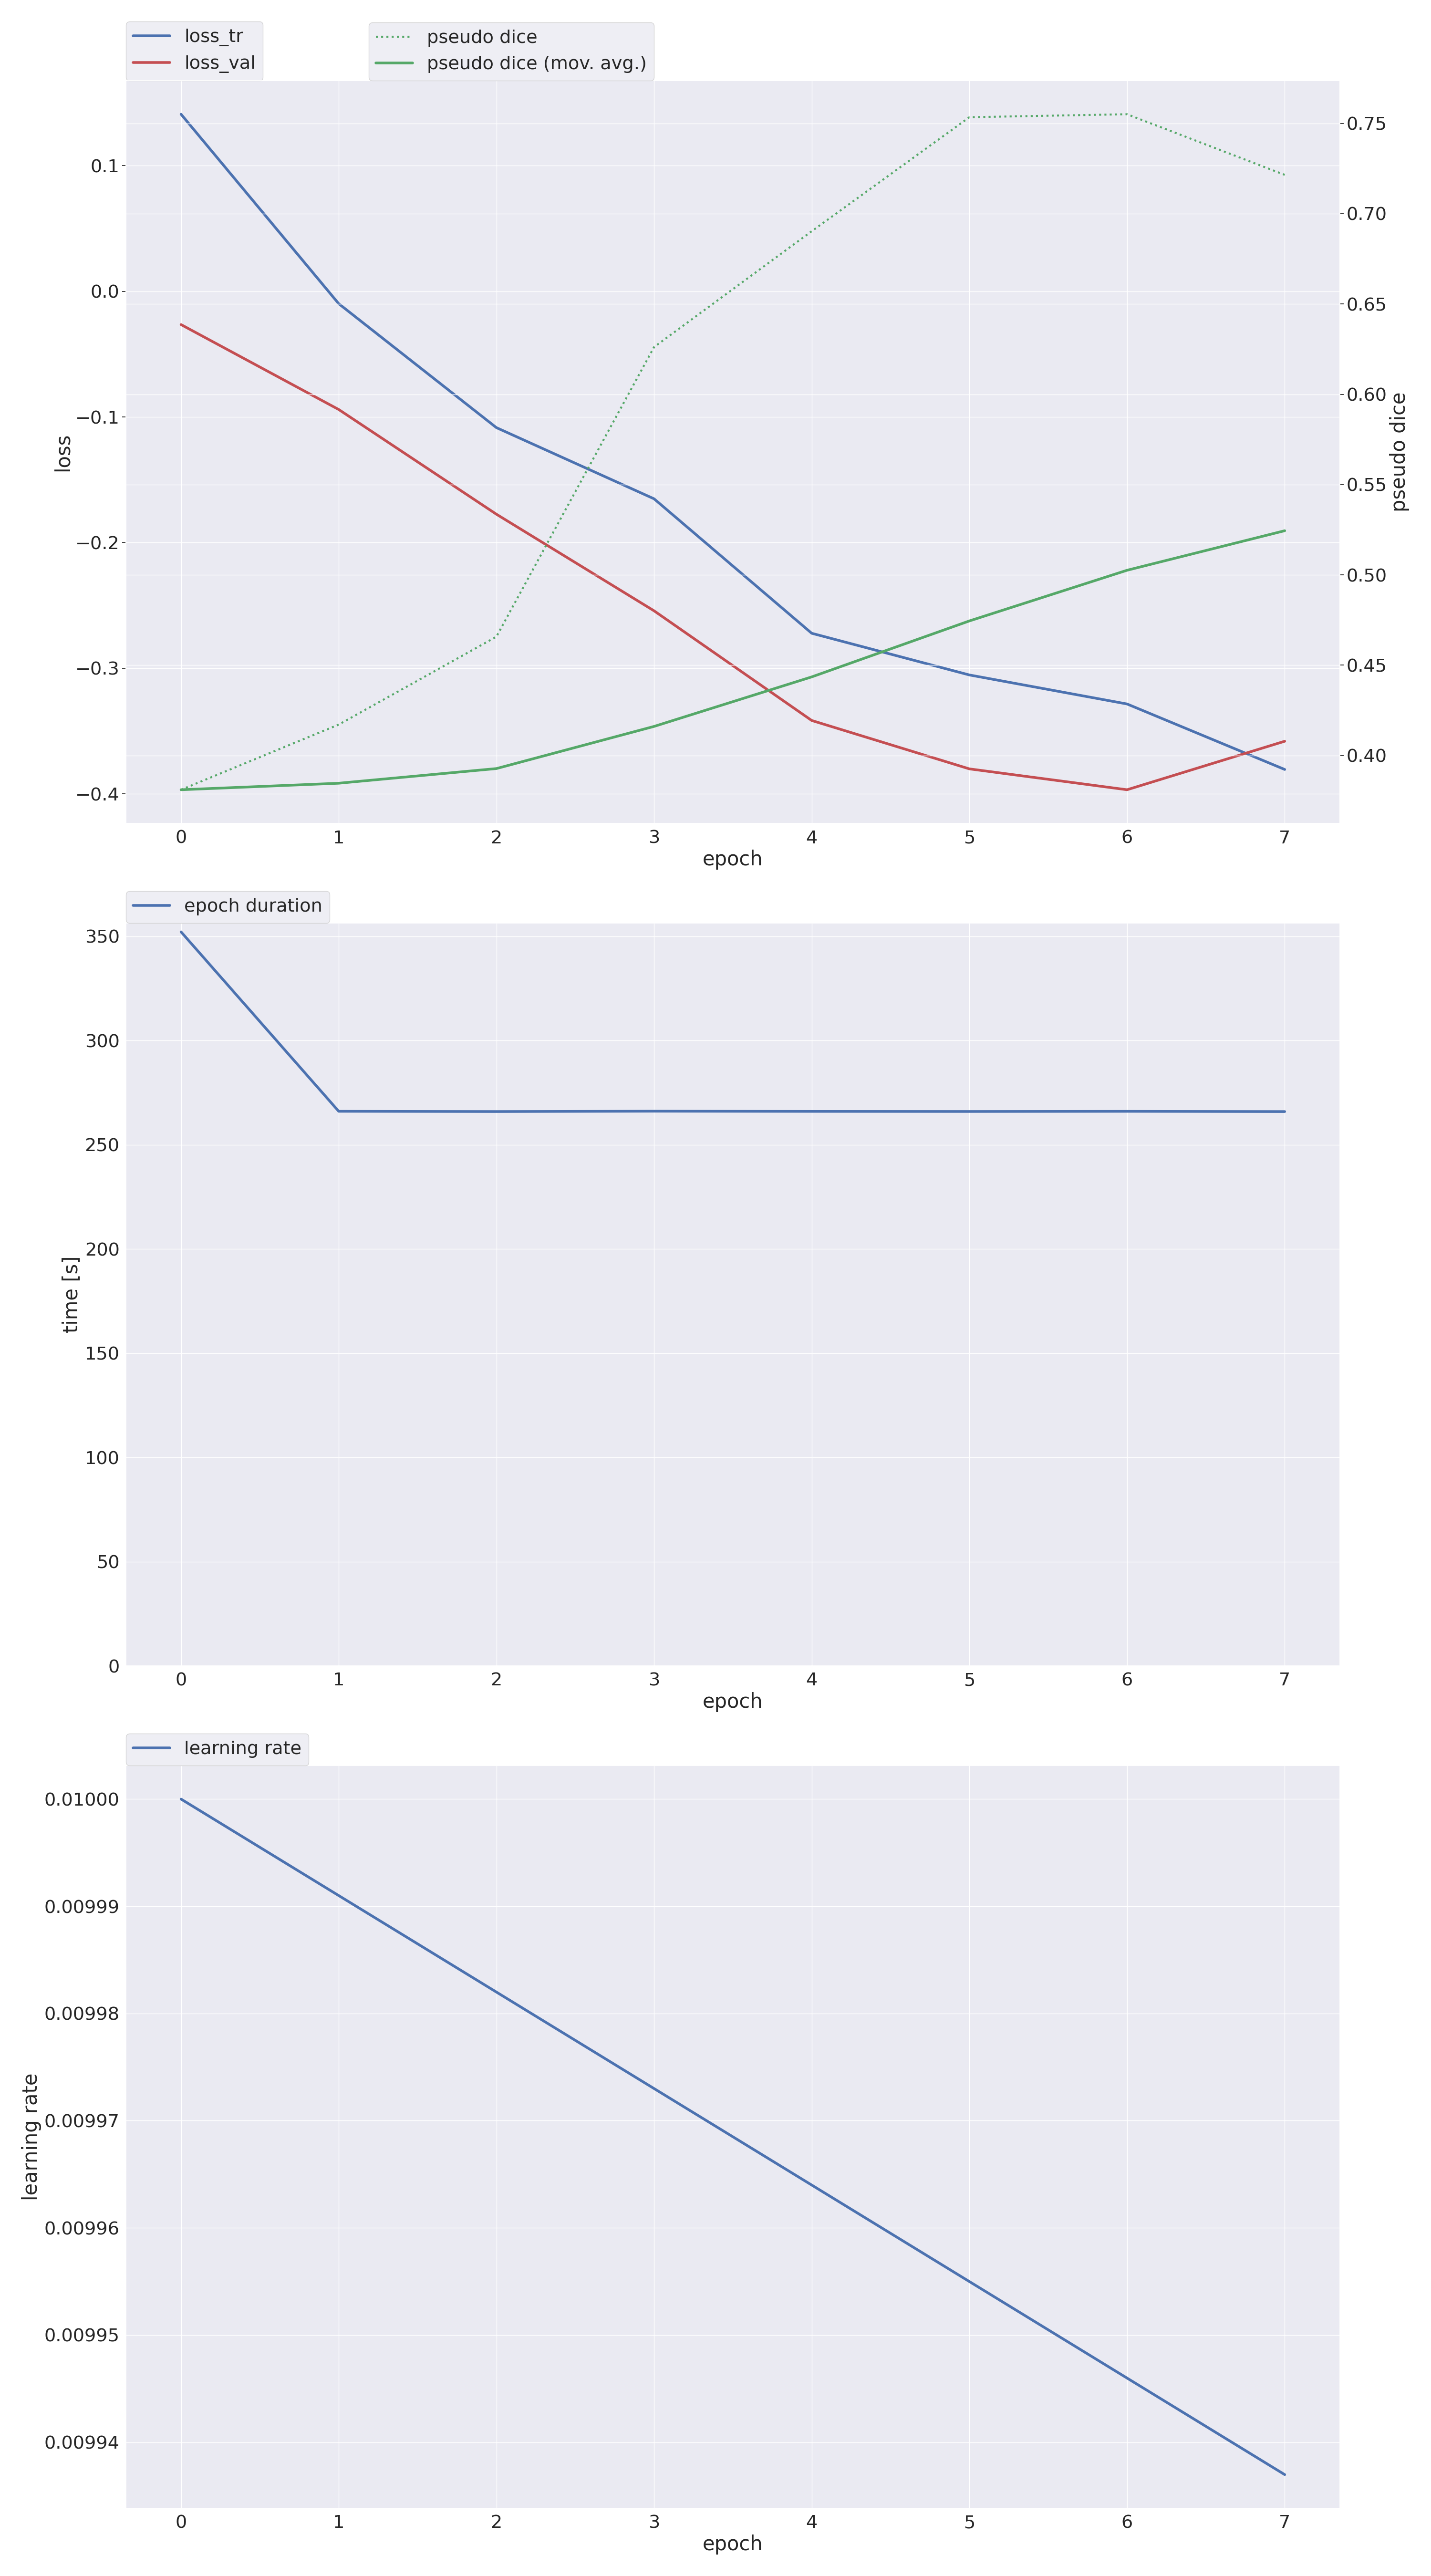 loss_tr
loss_val
pseudo dice
pseudo dice (mov. avg.)
0.1
0.0
−0.1
−0.2
−0.3
−0.4
loss
0.75
0.70
0.65
0.60
0.55
0.50
0.45
0.40
pseudo dice
0 1 2 3 4 5 6 7
epoch
epoch duration
350
300
250
200
150
100
50
0
time [s]
0 1 2 3 4 5 6 7
epoch
learning rate
0.01000
0.00999
0.00998
0.00997
0.00996
0.00995
0.00994
learning rate
0 1 2 3 4 5 6 7
epoch